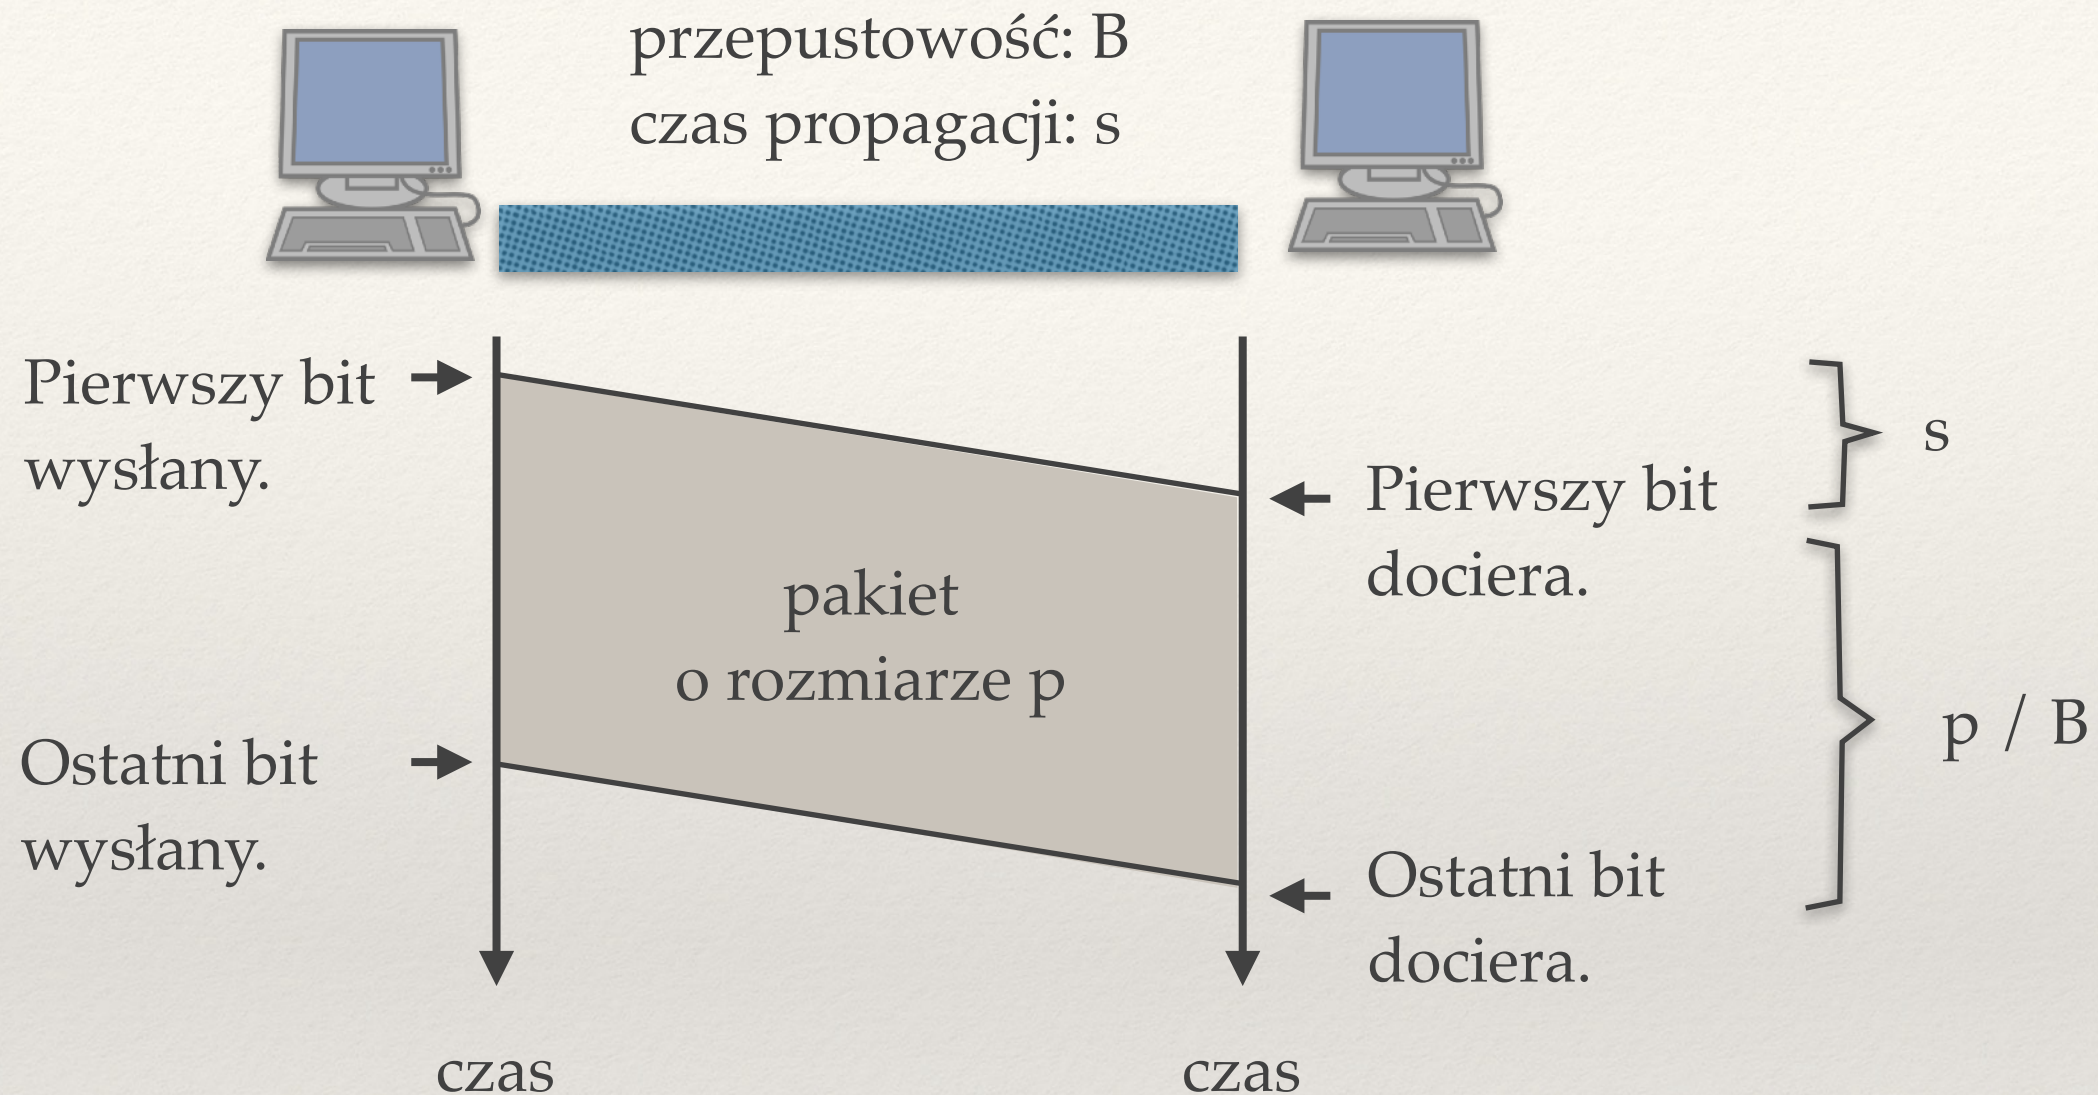 przepustowość: B
czas propagacji: s
Pierwszy bit
wysłany.
s
Pierwszy bit
dociera.
pakiet
o rozmiarze p
p / B
Ostatni bit
wysłany.
Ostatni bit
dociera.
czas
czas